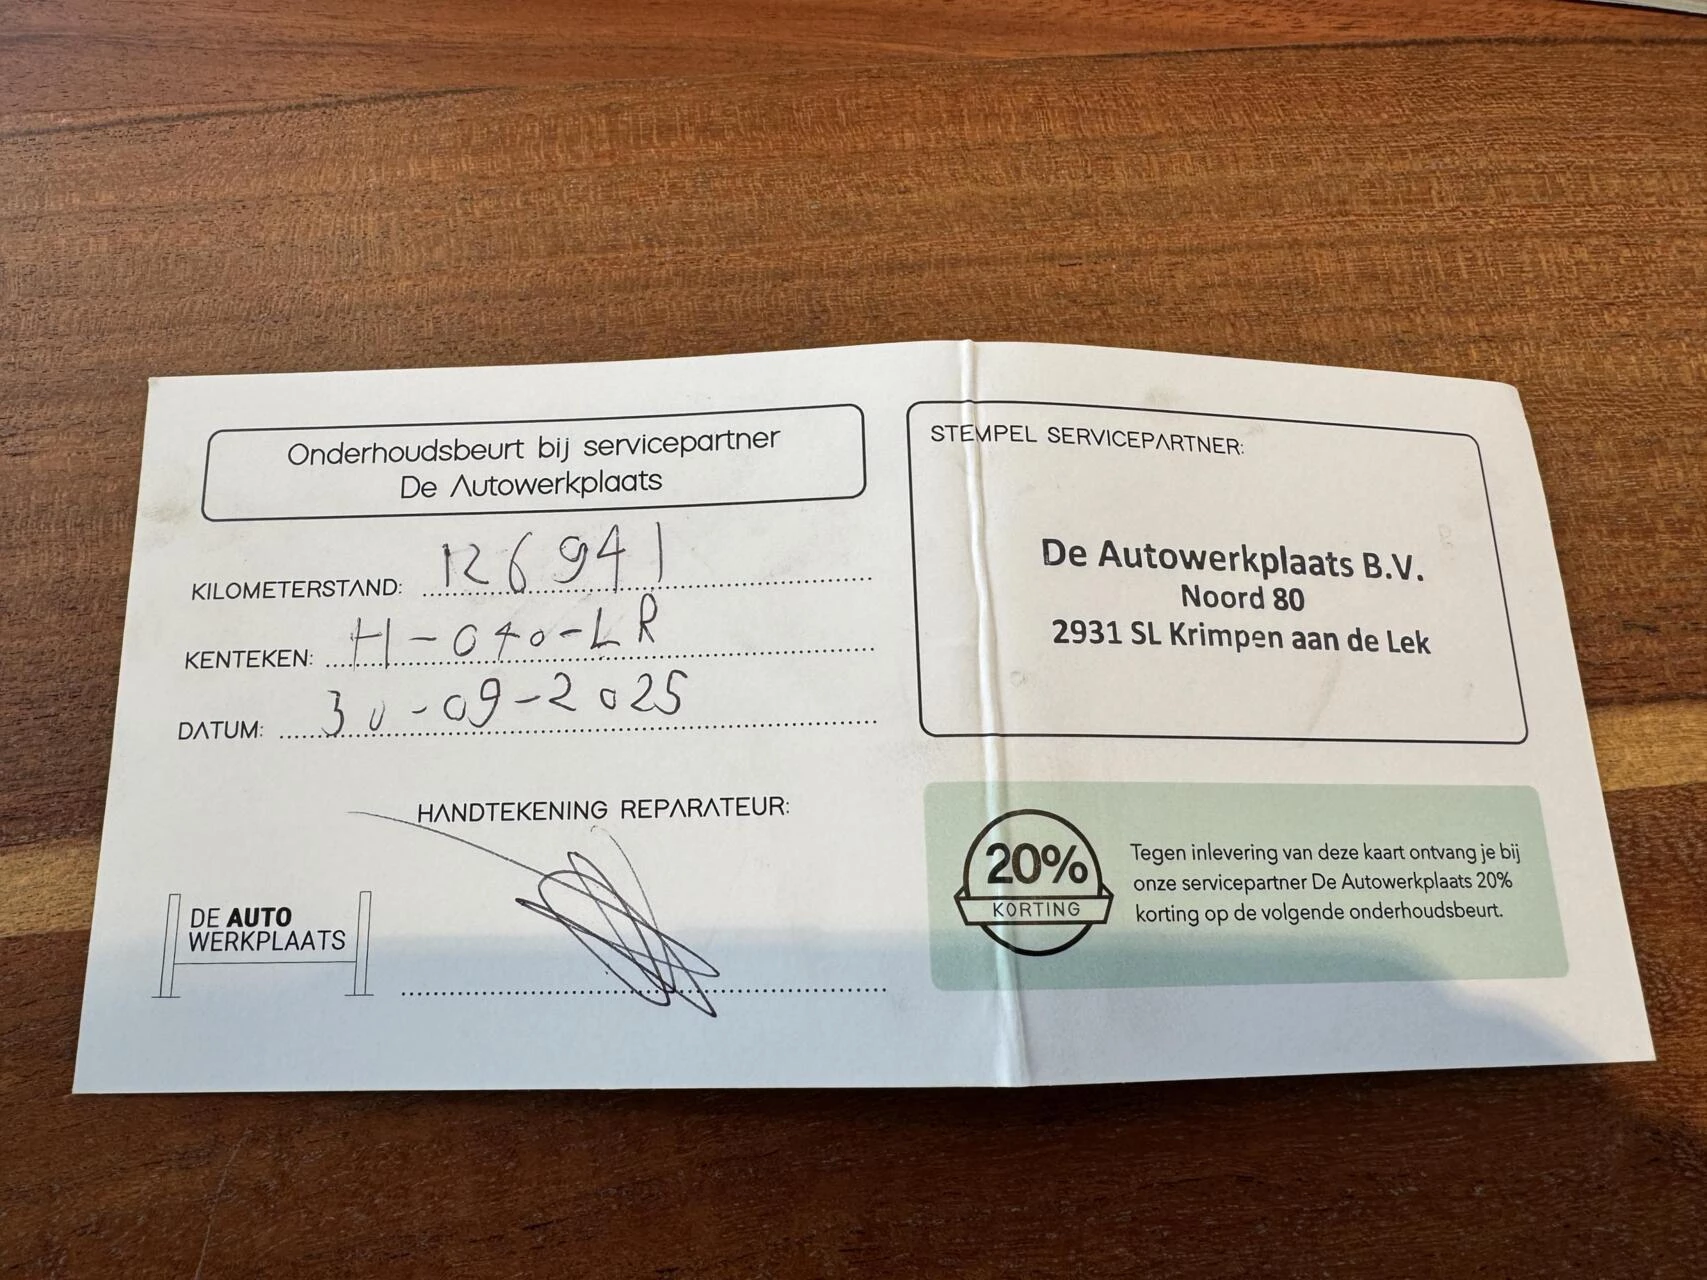 Onderhoudsbeurt bij servicepartner
De Autowerkplaats
KILOMETERSTAND: 126941
KENTEKEN: H-040-LR
DATUM: 30-09-2025
HANDTEKENING REPARATEUR:
DE AUTO
WERKPLAATS
STEMPEL SERVICEPARTNER:
De Autowerkplaats B.V.
Noord 80
2931 SL Krimpen aan de Lek
20%
KORTING
Tegen inlevering van deze kaart ontvang je bij
onze servicepartner De Autowerkplaats 20%
korting op de volgende onderhoudsbeurt.